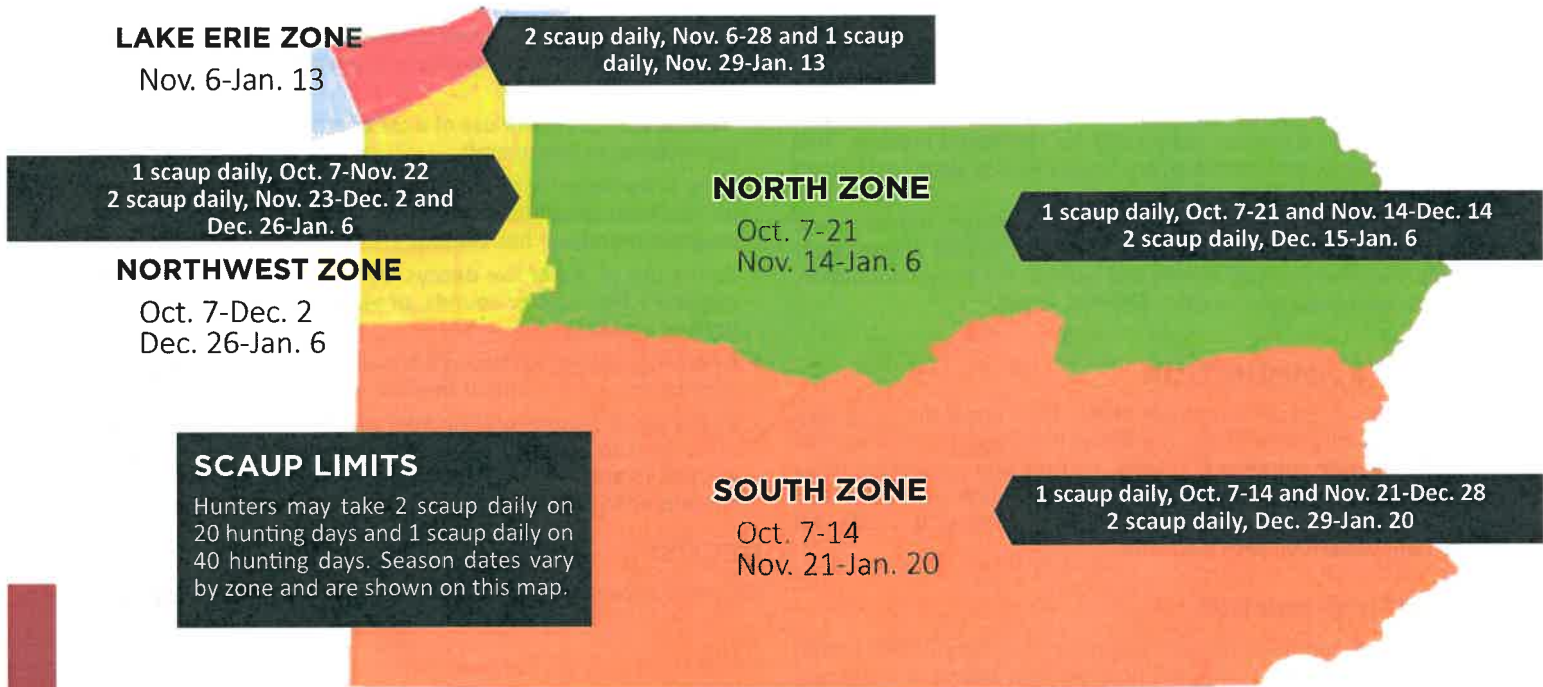 LAKE ERIE ZONE
Nov. 6-Jan. 13
2 scaup daily, Nov. 6-28 and 1 scaup
daily, Nov. 29-Jan. 13
1 scaup daily, Oct. 7-Nov. 22
2 scaup daily, Nov. 23-Dec. 2 and
Dec. 26-Jan. 6
NORTHWEST ZONE
Oct. 7-Dec. 2
Dec. 26-Jan. 6
NORTH ZONE
Oct. 7-21
Nov. 14-Jan. 6
1 scaup daily, Oct. 7-21 and Nov. 14-Dec. 14
2 scaup daily, Dec. 15-Jan. 6
SCAUP LIMITS
Hunters may take 2 scaup daily on
20 hunting days and 1 scaup daily on
40 hunting days. Season dates vary
by zone and are shown on this map.
SOUTH ZONE
Oct. 7-14
Nov. 21-Jan. 20
1 scaup daily, Oct. 7-14 and Nov. 21-Dec. 28
2 scaup daily, Dec. 29-Jan. 20